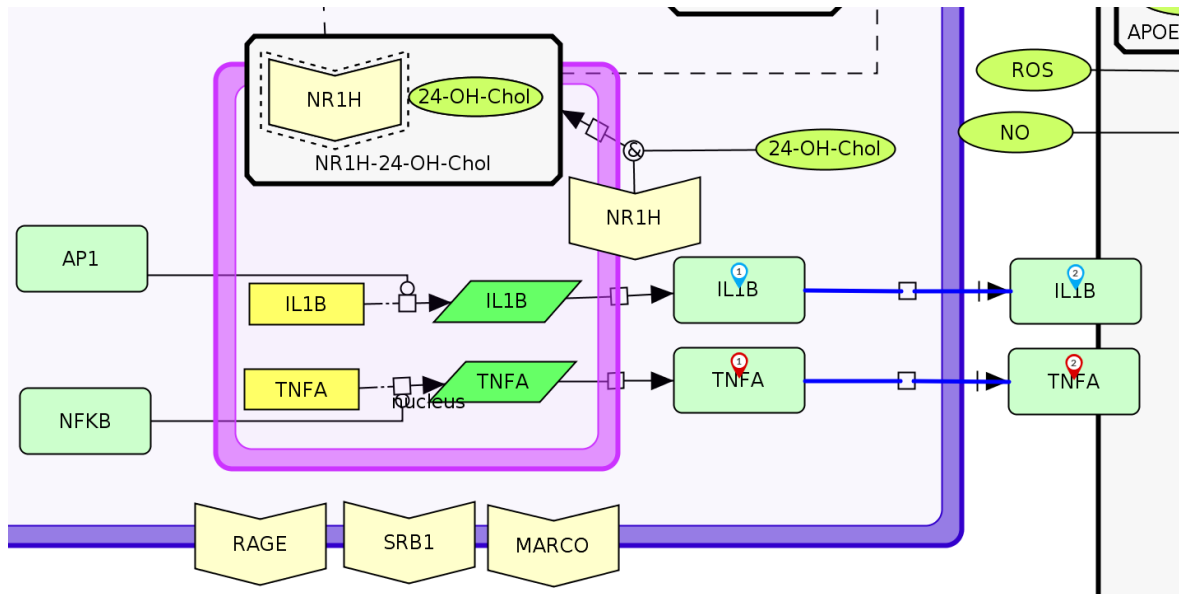 APOE
ROS
NR1H
24-OH-Chol
NO
24-OH-Chol
NR1H-24-OH-Chol
NR1H
AP1
1
2
IL1B
IL1B
IL1B
IL1B
1
2
TNFA
TNFA
TNFA
TNFA
nucleus
NFKB
RAGE
SRB1
MARCO
&